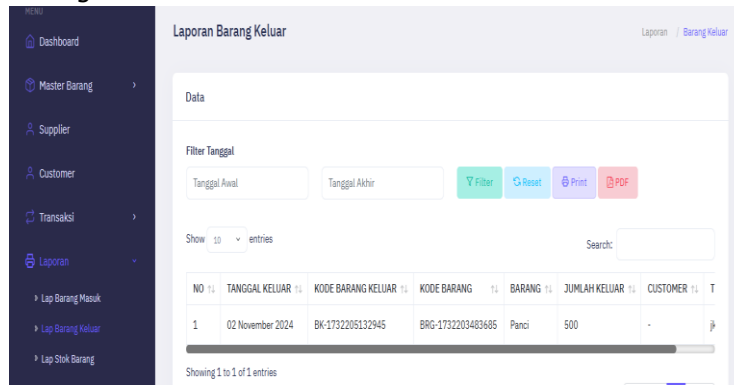 MENU
Dashboard
Master Barang
Supplier
Customer
Transaksi
Laporan
Lap Barang Masuk
Lap Barang Keluar
Lap Stok Barang
Laporan Barang Keluar
Laporan / Barang Keluar
Data
Filter Tanggal
Tanggal Awal Tanggal Akhir Filter Reset Print PDF
Show 10 entries
Search:
NO TANGGAL KELUAR KODE BARANG KELUAR KODE BARANG BARANG JUMLAH KELUAR CUSTOMER T
1 02 November 2024 BK-1732205132945 BRG-1732203483685 Panci 500 -
Showing 1 to 1 of 1 entries